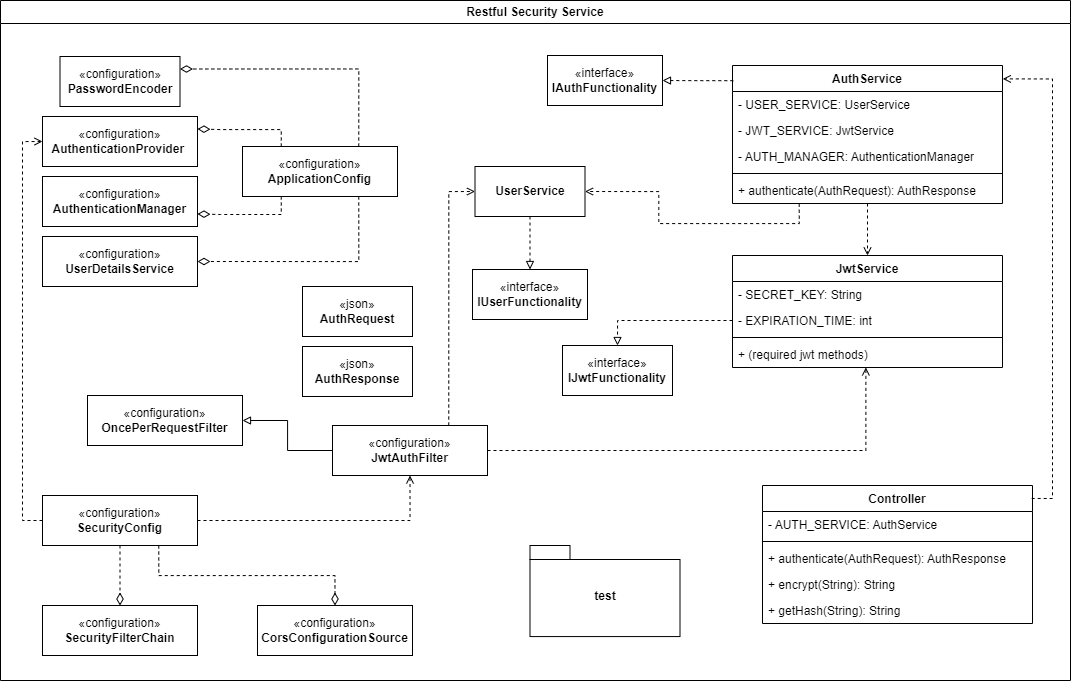 Restful Security Service
«configuration»
PasswordEncoder
«configuration»
AuthenticationProvider
«configuration»
AuthenticationManager
«configuration»
UserDetailsService
«configuration»
ApplicationConfig
«interface»
IAuthFunctionality
AuthService
- USER_SERVICE: UserService
- JWT_SERVICE: JwtService
- AUTH_MANAGER: AuthenticationManager
+ authenticate(AuthRequest): AuthResponse
UserService
«interface»
IUserFunctionality
JwtService
- SECRET_KEY: String
- EXPIRATION_TIME: int
+ (required jwt methods)
«interface»
IJwtFunctionality
«json»
AuthRequest
«json»
AuthResponse
«configuration»
OncePerRequestFilter
«configuration»
JwtAuthFilter
«configuration»
SecurityConfig
«configuration»
SecurityFilterChain
«configuration»
CorsConfigurationSource
test
Controller
- AUTH_SERVICE: AuthService
+ authenticate(AuthRequest): AuthResponse
+ encrypt(String): String
+ getHash(String): String